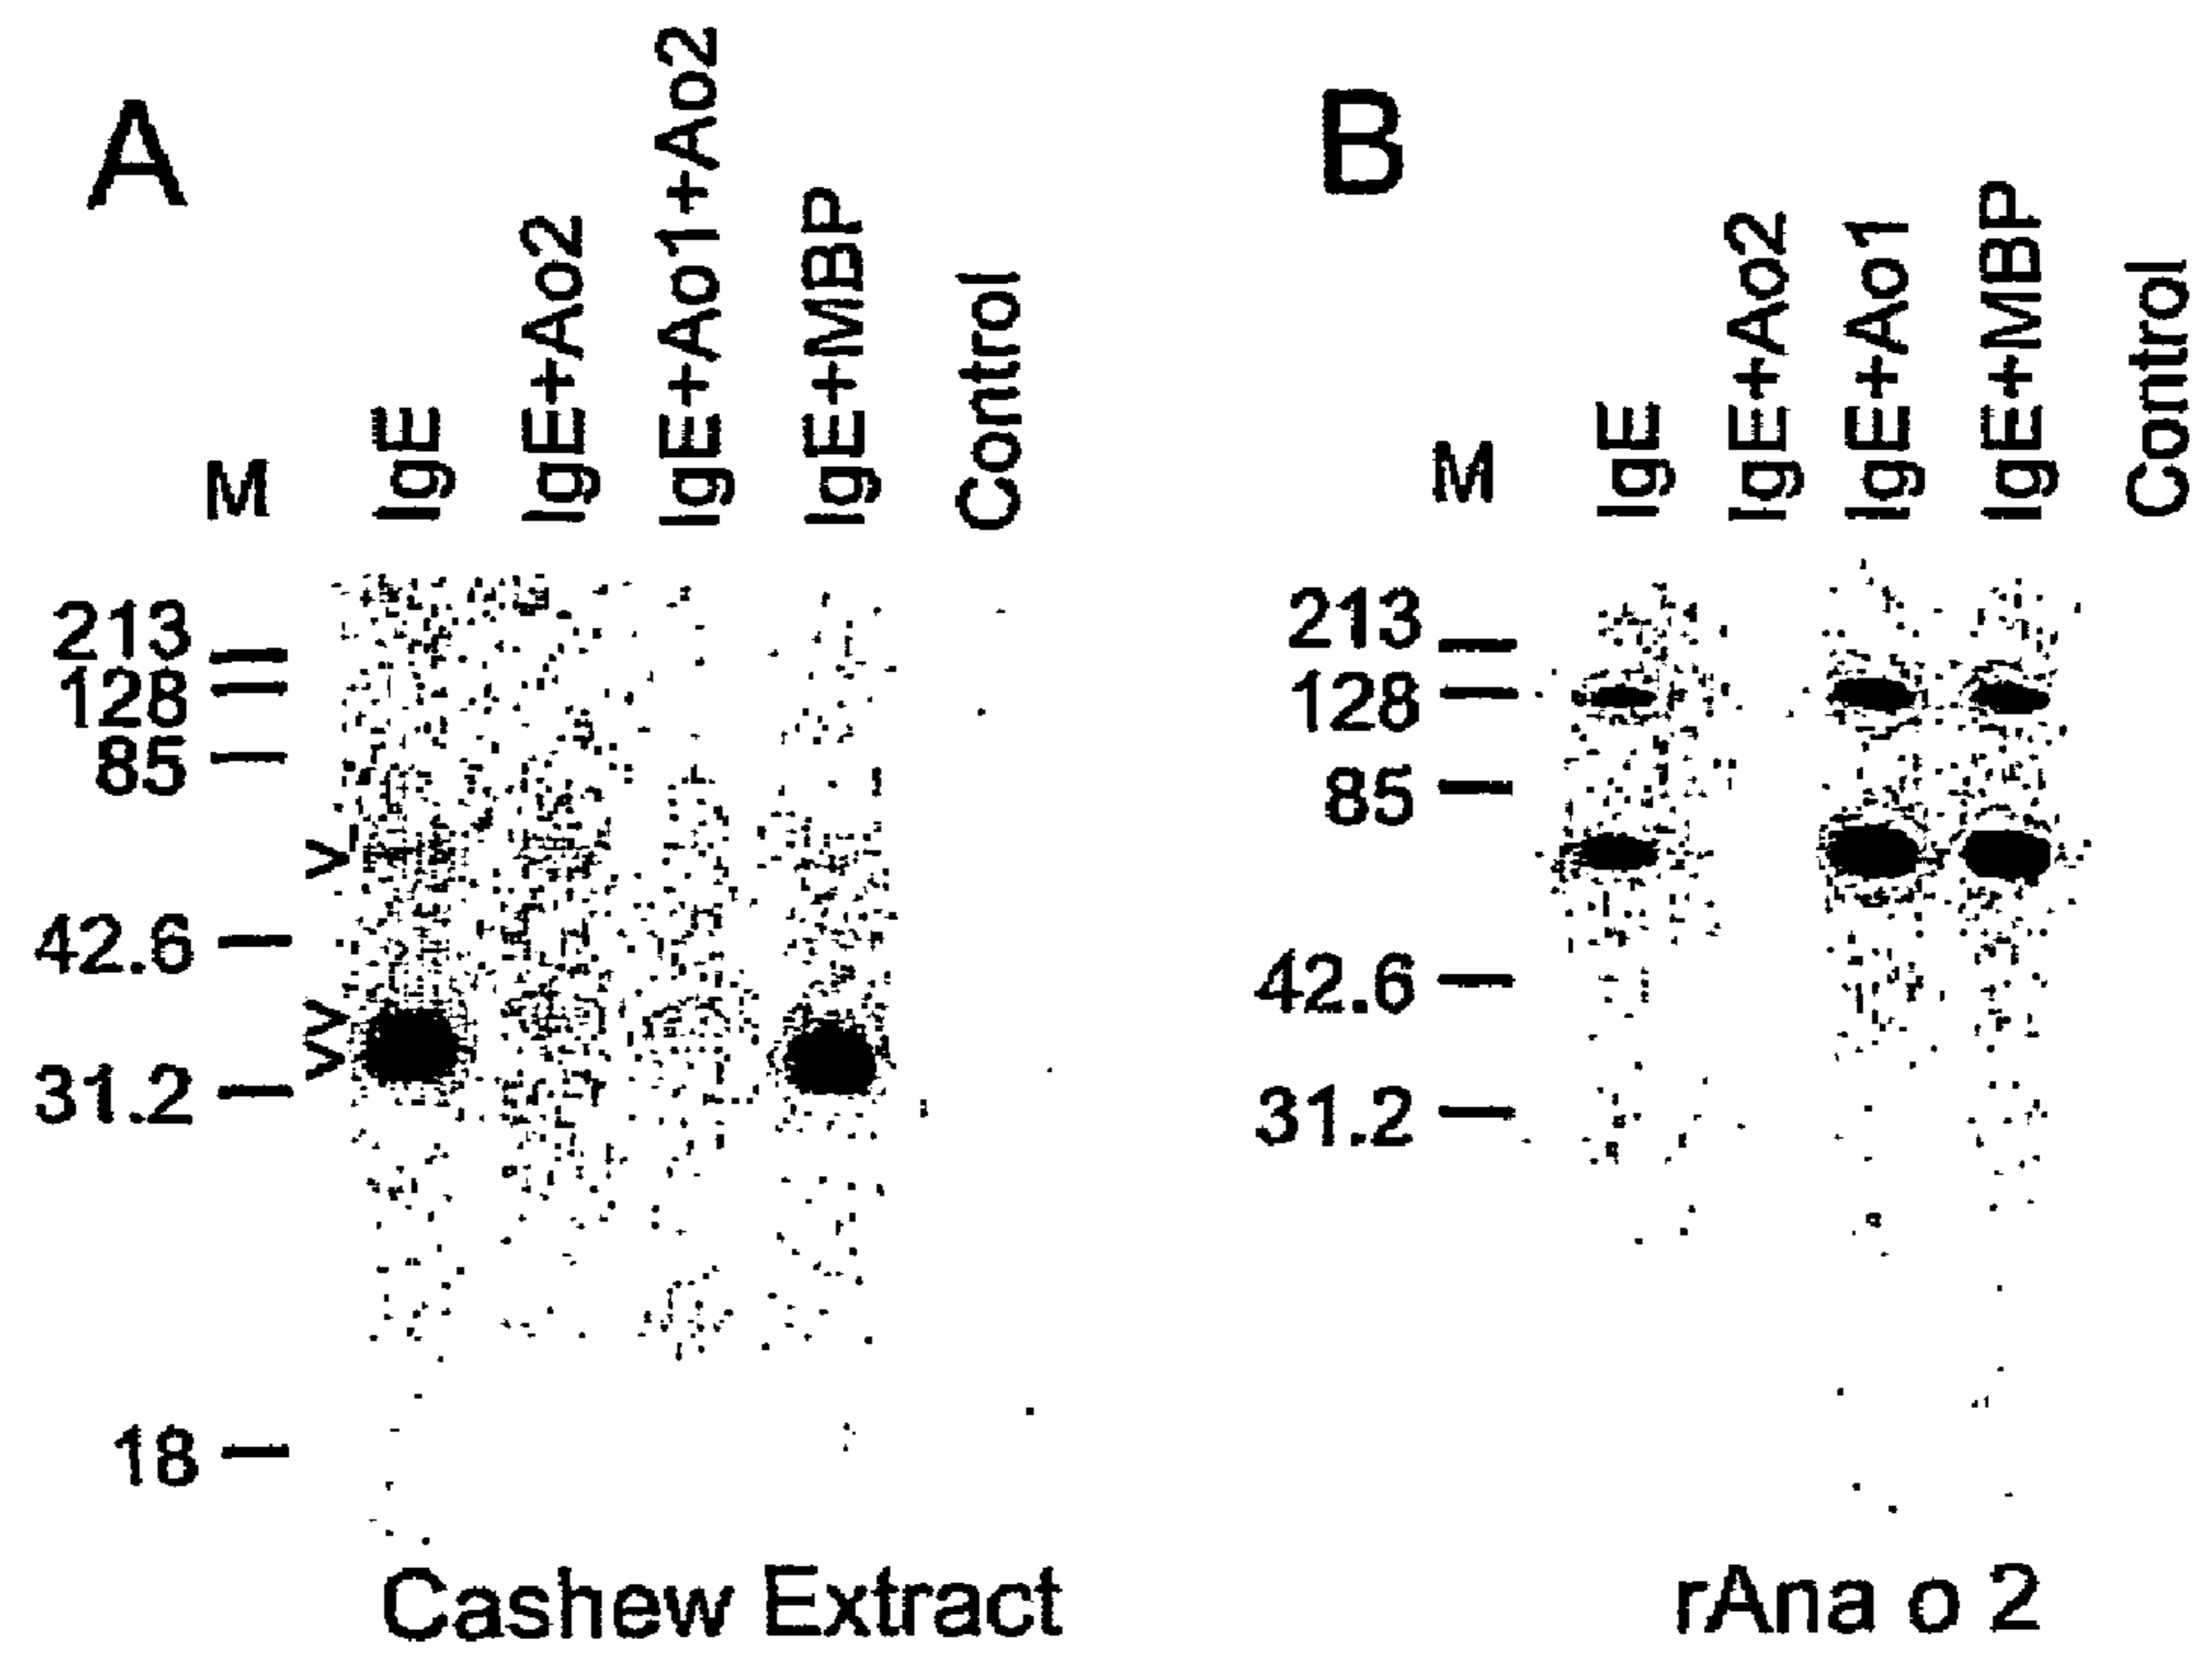 A
M
IgE
IgE+Ao2
IgE+Ao1+Ao2
IgE+MBP
Control
213
128
85
>
42.6
>>
31.2
18
Cashew Extract
B
M
IgE
IgE+Ao2
IgE+Ao1
IgE+MBP
Control
213
128
85
42.6
31.2
rAna o 2